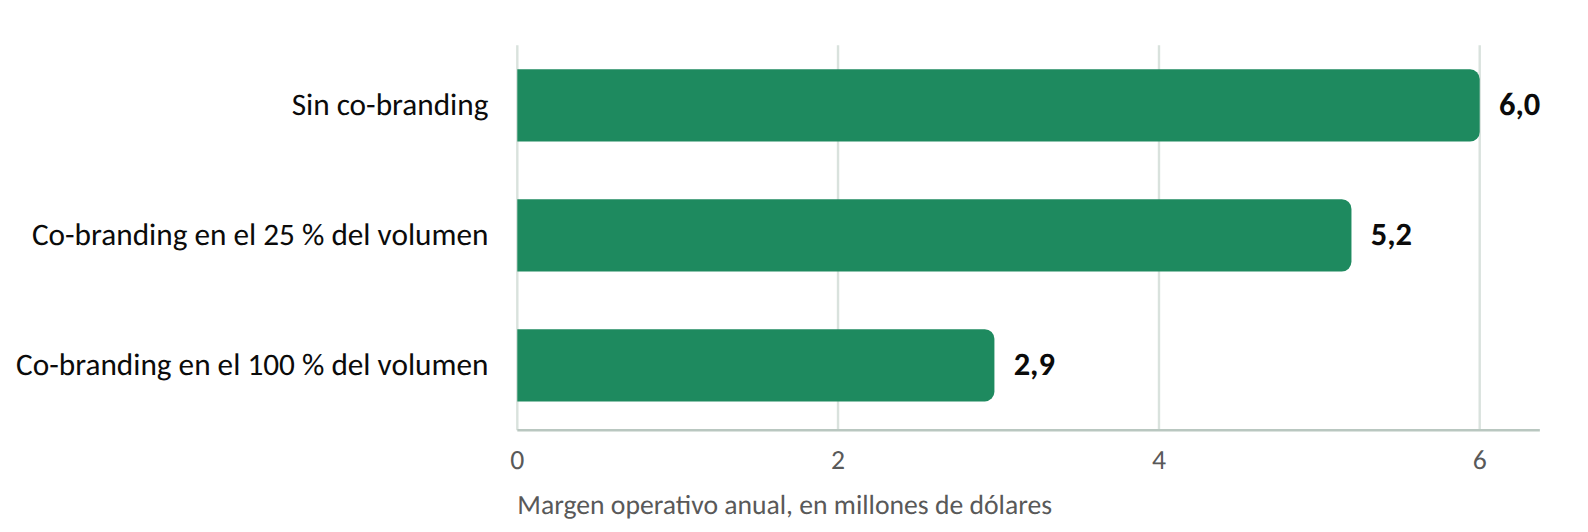 Sin co-branding 6,0
Co-branding en el 25 % del volumen 5,2
Co-branding en el 100 % del volumen 2,9
0 2 4 6
Margen operativo anual, en millones de dólares